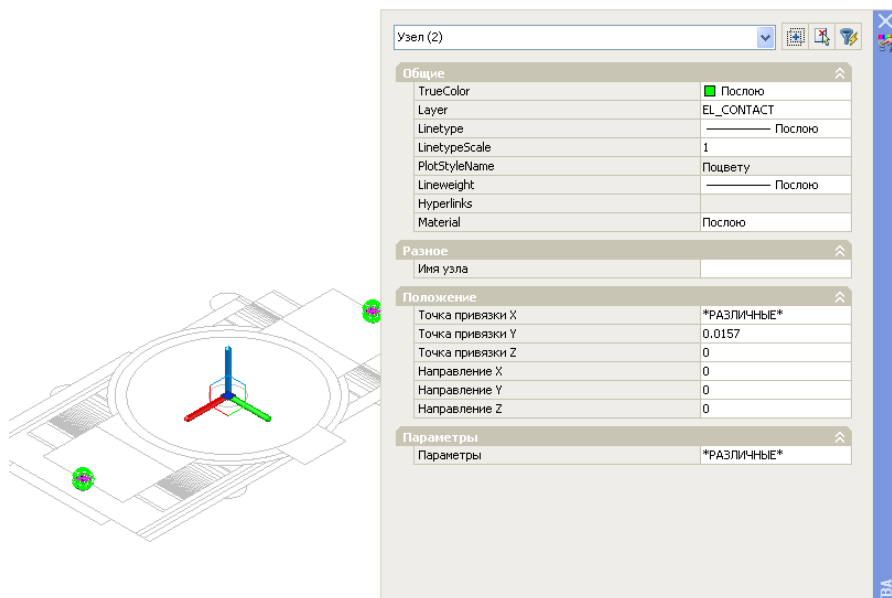 Узел (2)
Общие
TrueColor Послою
Layer EL_CONTACT
Linetype Послою
LinetypeScale 1
PlotStyleName Поцвету
Lineweight Послою
Hyperlinks
Material Послою
Разное
Имя узла
Положение
Точка привязки X *РАЗЛИЧНЫЕ*
Точка привязки Y 0.0157
Точка привязки Z 0
Направление X 0
Направление Y 0
Направление Z 0
Параметры
Параметры *РАЗЛИЧНЫЕ*